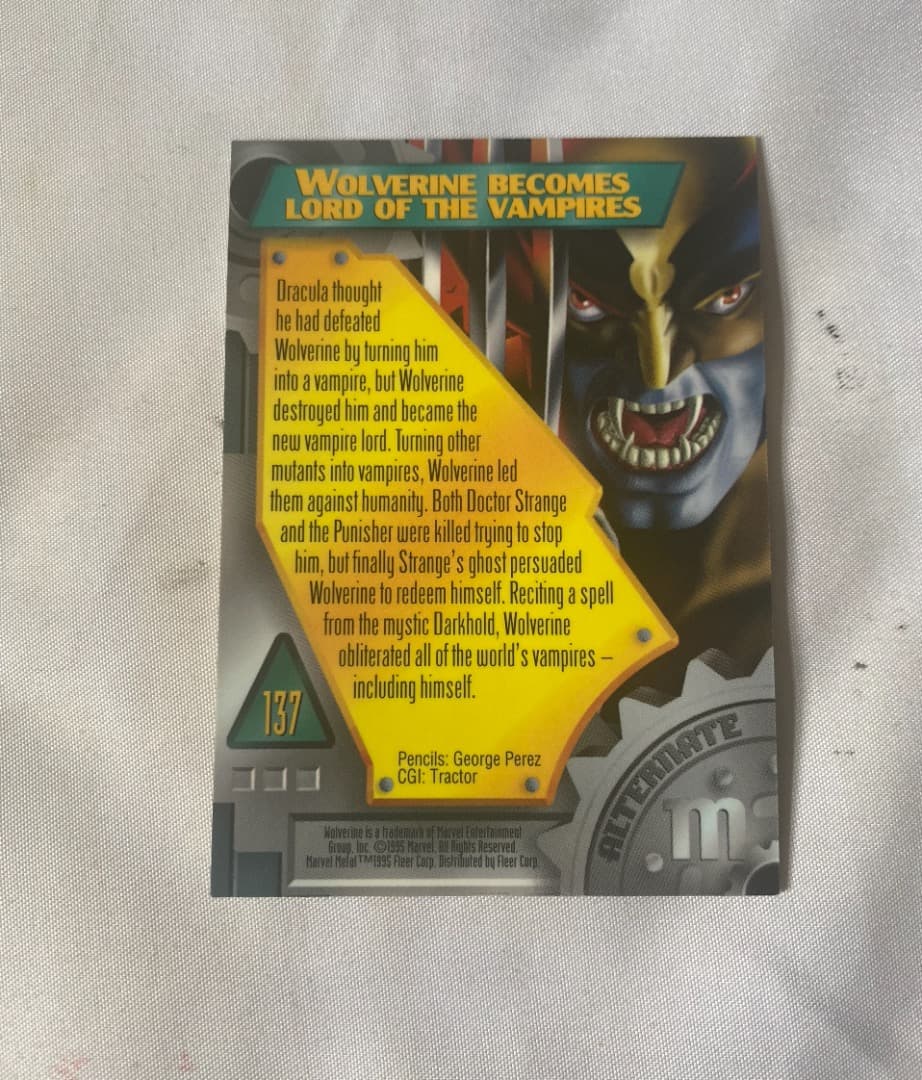 WOLVERINE BECOMES
LORD OF THE VAMPIRES
Dracula thought
he had defeated
Wolverine by turning him
into a vampire, but Wolverine
destroyed him and became the
new vampire lord. Turning other
mutants into vampires, Wolverine led
them against humanity. Both Doctor Strange
and the Punisher were killed trying to stop
him, but finally Strange's ghost persuaded
Wolverine to redeem himself. Reciting a spell
from the mystic Darkhold, Wolverine
obliterated all of the world's vampires –
including himself.
137
Pencils: George Perez
CGI: Tractor
ALTERNATE
m
Wolverine is a trademark of Marvel Entertainment
Group, Inc. ©1995 Marvel. All Rights Reserved.
Marvel Metal™1995 Fleer Corp. Distributed by Fleer Corp.